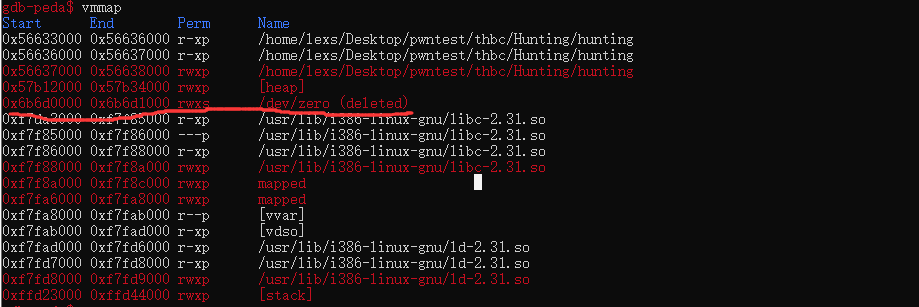 gdb-peda$ vmmap
Start End Perm Name
0x56633000 0x56636000 r-xp /home/lexs/Desktop/pwntest/thbc/Hunting/hunting
0x56636000 0x56637000 r-xp /home/lexs/Desktop/pwntest/thbc/Hunting/hunting
0x56637000 0x56638000 rwxp /home/lexs/Desktop/pwntest/thbc/Hunting/hunting
0x57b12000 0x57b34000 rwxp [heap]
0x6b6d0000 0x6b6d1000 rwxs /dev/zero (deleted)
0xf7f85000 r-xp /usr/lib/i386-linux-gnu/libc-2.31.so
0xf7f85000 0xf7f86000 ---p /usr/lib/i386-linux-gnu/libc-2.31.so
0xf7f86000 0xf7f88000 r-xp /usr/lib/i386-linux-gnu/libc-2.31.so
0xf7f88000 0xf7f8a000 rwxp /usr/lib/i386-linux-gnu/libc-2.31.so
0xf7f8a000 0xf7f8c000 rwxp mapped
0xf7fa6000 0xf7fa8000 rwxp mapped
0xf7fa8000 0xf7fab000 r--p [vvar]
0xf7fab000 0xf7fad000 r-xp [vdso]
0xf7fad000 0xf7fd6000 r-xp /usr/lib/i386-linux-gnu/ld-2.31.so
0xf7fd7000 0xf7fd8000 r-xp /usr/lib/i386-linux-gnu/ld-2.31.so
0xf7fd8000 0xf7fd9000 rwxp /usr/lib/i386-linux-gnu/ld-2.31.so
0xffd23000 0xffd44000 rwxp [stack]